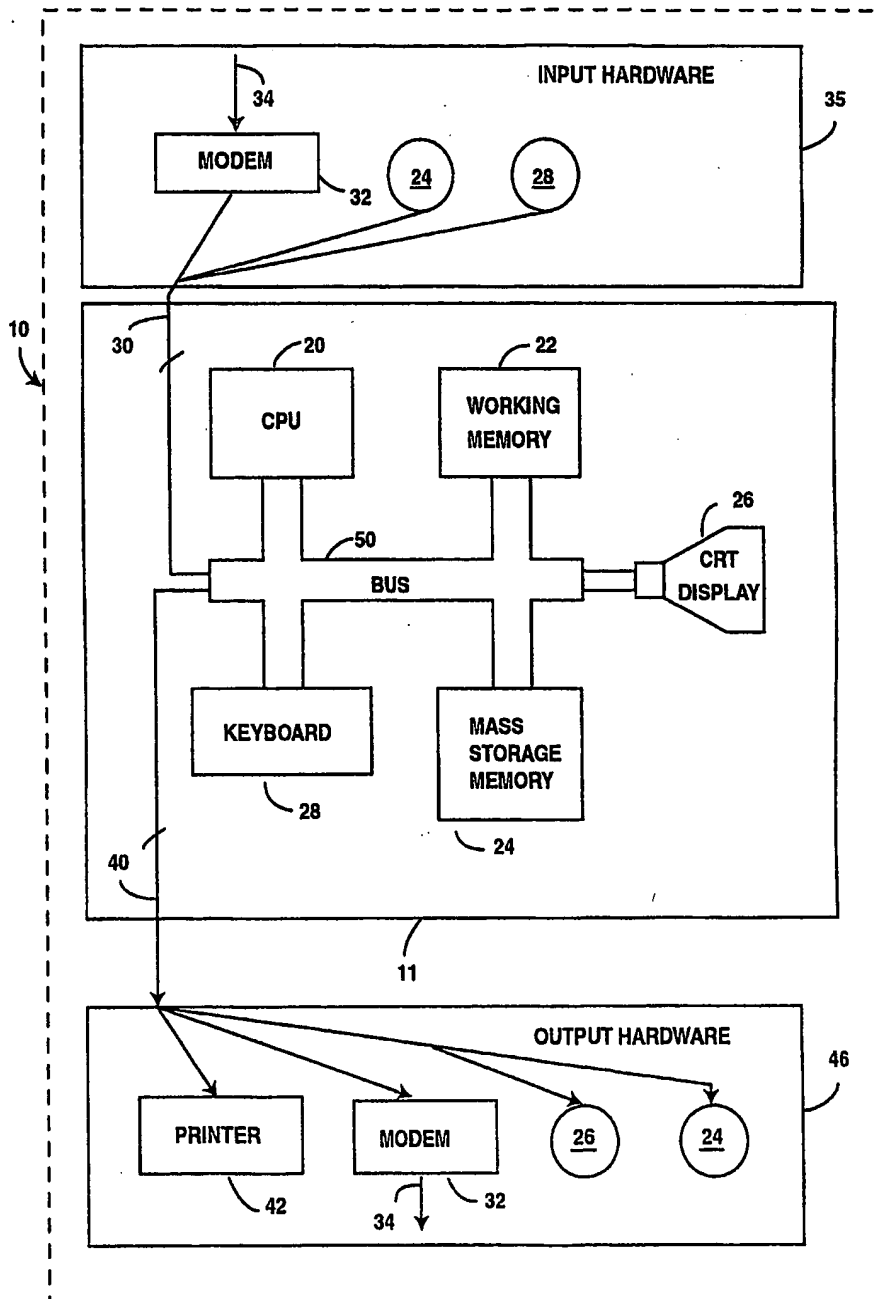 INPUT HARDWARE
34
35
MODEM
32
24
28
30
10
20
22
CPU
WORKING
MEMORY
26
50
CRT
DISPLAY
BUS
KEYBOARD
MASS
STORAGE
MEMORY
28
24
40
11
OUTPUT HARDWARE
46
PRINTER
MODEM
26
24
42
34
32